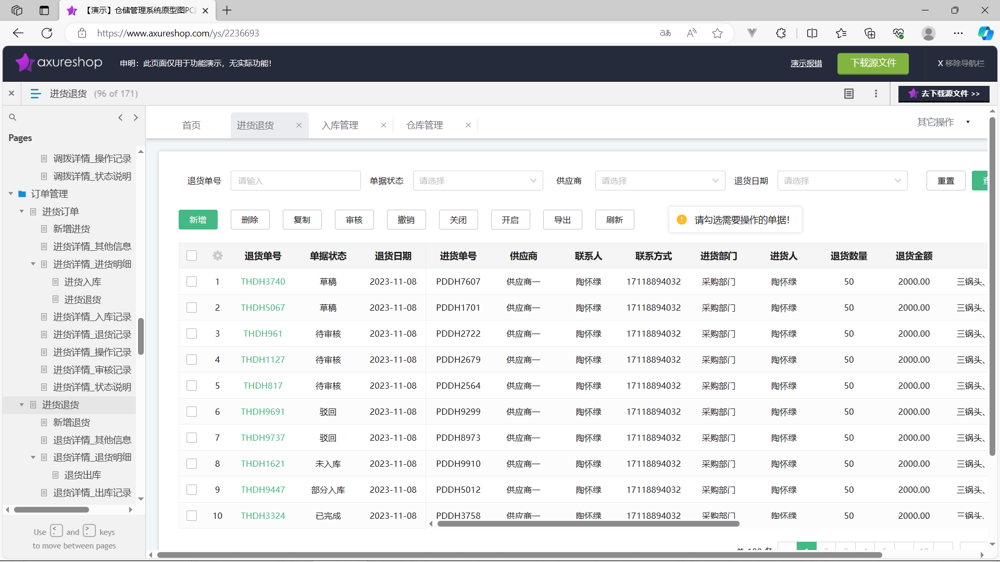 【演示】仓储管理系统原型图PC
https://www.axureshop.com/ys/2236693
axureshop
申明：此页面仅用于功能演示，无实际功能！
演示报错
下载源文件
X 移除导航栏
进货退货 (96 of 171)
去下载源文件 >>
Pages
调拨详情_操作记录
调拨详情_状态说明
订单管理
进货订单
新增进货
进货详情_其他信息
进货详情_进货明细
进货入库
进货退货
进货详情_入库记录
进货详情_退货记录
进货详情_操作记录
进货详情_审核记录
进货详情_状态说明
进货退货
新增退货
退货详情_其他信息
退货详情_退货明细
退货出库
退货详情_出库记录
Use < , and > . keys
to move between pages
首页 进货退货 入库管理 仓库管理 其它操作
退货单号 请输入 单据状态 请选择 供应商 请选择 退货日期 请选择 重置
新增 删除 复制 审核 撤销 关闭 开启 导出 刷新 请勾选需要操作的单据！
退货单号 单据状态 退货日期 进货单号 供应商 联系人 联系方式 进货部门 进货人 退货数量 退货金额
1 THDH3740 草稿 2023-11-08 PDDH7607 供应商一 陶怀绿 17118894032 采购部门 陶怀绿 50 2000.00 三锅头、
2 THDH5067 草稿 2023-11-08 PDDH1701 供应商一 陶怀绿 17118894032 采购部门 陶怀绿 50 2000.00 三锅头、
3 THDH961 待审核 2023-11-08 PDDH2722 供应商一 陶怀绿 17118894032 采购部门 陶怀绿 50 2000.00 三锅头、
4 THDH1127 待审核 2023-11-08 PDDH2679 供应商一 陶怀绿 17118894032 采购部门 陶怀绿 50 2000.00 三锅头、
5 THDH817 待审核 2023-11-08 PDDH2564 供应商一 陶怀绿 17118894032 采购部门 陶怀绿 50 2000.00 三锅头、
6 THDH9691 驳回 2023-11-08 PDDH9299 供应商一 陶怀绿 17118894032 采购部门 陶怀绿 50 2000.00 三锅头、
7 THDH9737 驳回 2023-11-08 PDDH8973 供应商一 陶怀绿 17118894032 采购部门 陶怀绿 50 2000.00 三锅头、
8 THDH1621 未入库 2023-11-08 PDDH9910 供应商一 陶怀绿 17118894032 采购部门 陶怀绿 50 2000.00 三锅头、
9 THDH9447 部分入库 2023-11-08 PDDH5012 供应商一 陶怀绿 17118894032 采购部门 陶怀绿 50 2000.00 三锅头、
10 THDH3324 已完成 2023-11-08 PDDH3758 供应商一 陶怀绿 17118894032 采购部门 陶怀绿 50 2000.00 三锅头、